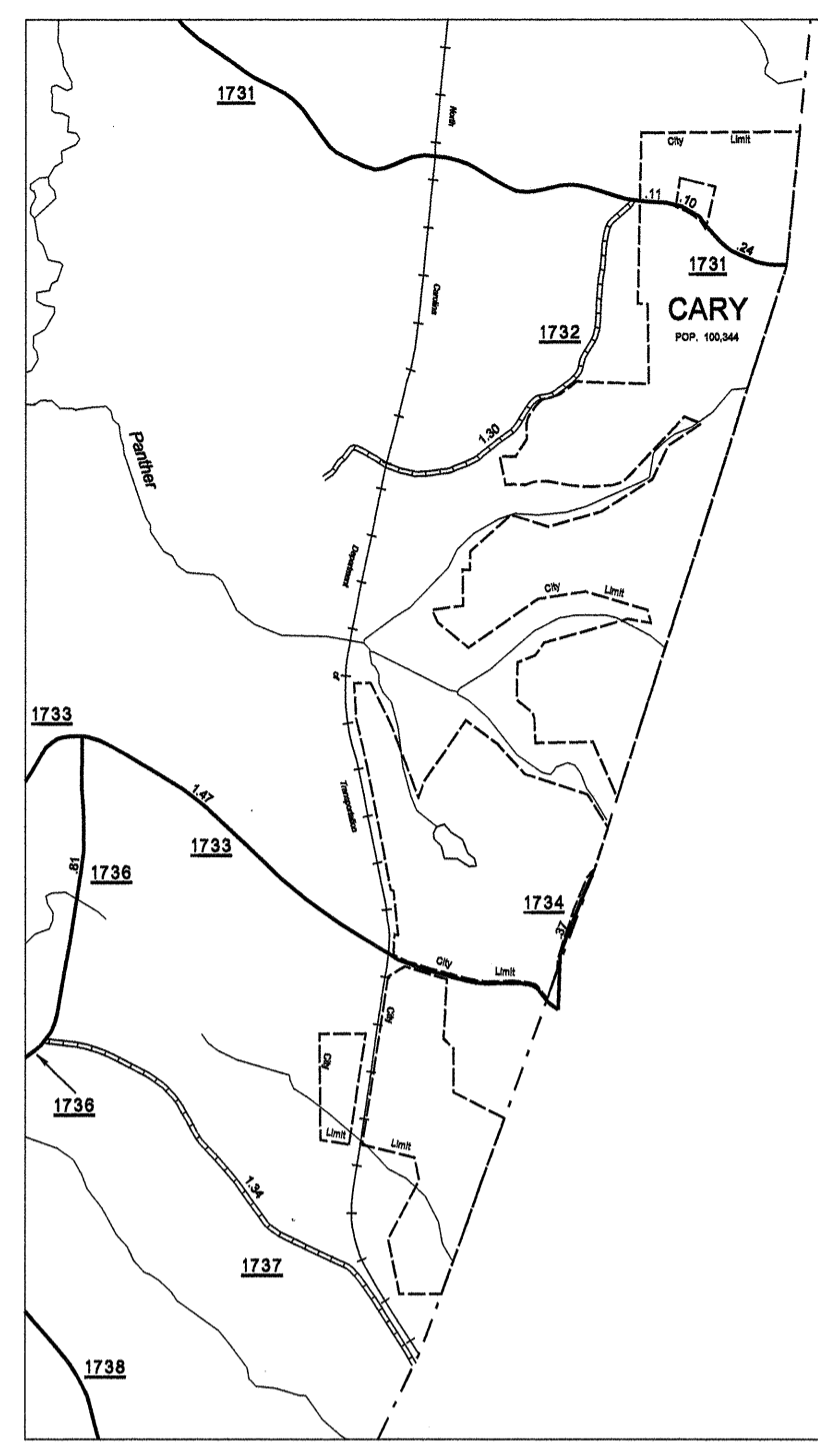 1731
North
City Limit
.11
.10
.24
1731
CARY
POP. 100,344
Carolina
1732
1.30
Panther
Department
City Limit
of
1733
Transportation
1.47
1733
.81
1736
1734
.37
City Limit
City
City
Limit
Limit
1736
1.34
1737
1738